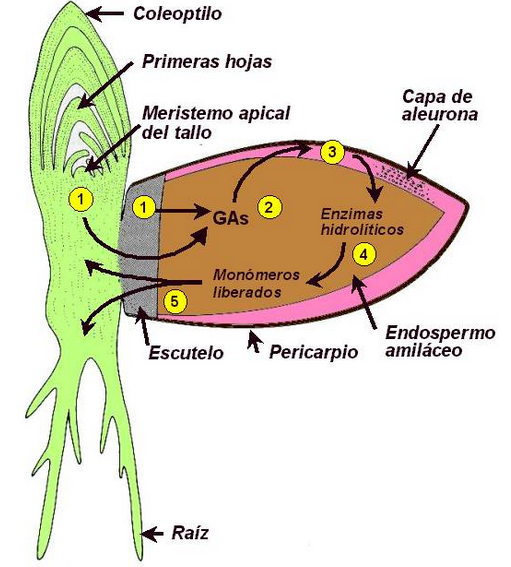 Coleoptilo
Primeras hojas
Meristemo apical
del tallo
Capa de
aleurona
3
1
1
GAs
2
Enzimas
hidrolíticos
4
Monómeros
liberados
5
Escutelo
Pericarpio
Endospermo
amiláceo
Raíz